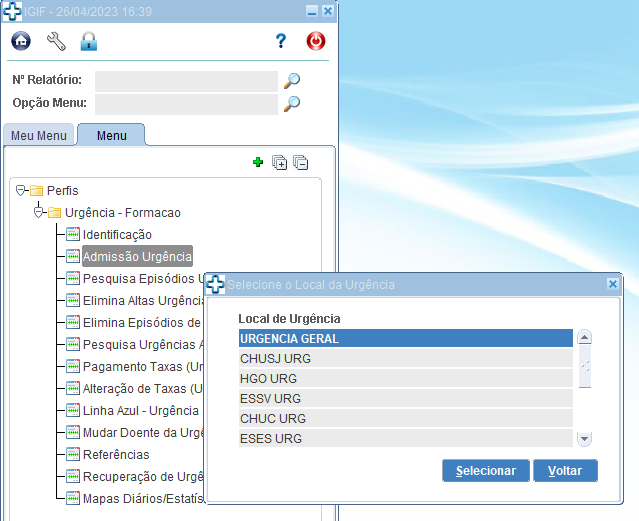 IGIF - 26/04/2023 16:39
?
Nº Relatório:
Opção Menu:
Meu Menu
Menu
Perfis
Urgência - Formacao
Identificação
Admissão Urgência
Pesquisa Episódios U
Elimina Altas Urgência
Elimina Episódios de
Pesquisa Urgências A
Pagamento Taxas (Ur
Alteração de Taxas (U
Linha Azul - Urgência
Mudar Doente da Urgê
Referências
Recuperação de Urgê
Mapas Diários/Estatís
Selecione o Local da Urgência
Local de Urgência
URGENCIA GERAL
CHUSJ URG
HGO URG
ESSV URG
CHUC URG
ESES URG
Selecionar
Voltar